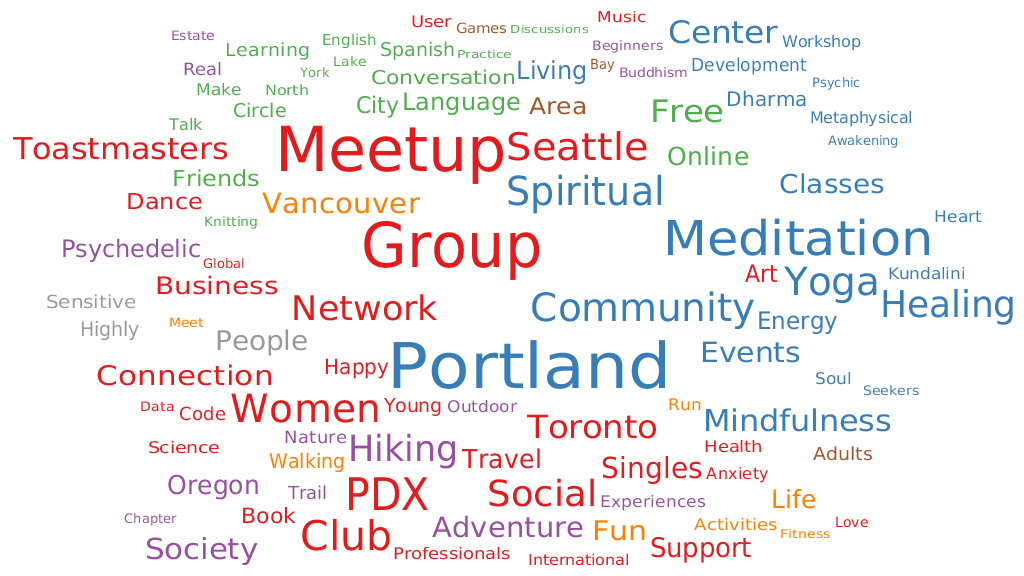 User
Games
Discussions
Music
Estate
Learning
English
Spanish
Practice
Beginners
Center
Workshop
Real
York
Lake
Conversation
Living
Bay
Buddhism
Development
Make
North
Psychic
Circle
City
Language
Area
Free
Dharma
Metaphysical
Talk
Toastmasters
Meetup
Seattle
Online
Awakening
Friends
Spiritual
Classes
Dance
Vancouver
Knitting
Heart
Psychedelic
Global
Group
Meditation
Art
Yoga
Kundalini
Business
Sensitive
Network
Community
Healing
Highly
Meet
People
Energy
Happy
Portland
Events
Connection
Soul
Seekers
Data
Code
Women
Young
Outdoor
Run
Mindfulness
Science
Nature
Hiking
Toronto
Health
Adults
Walking
Travel
Singles
Anxiety
Oregon
Trail
PDX
Social
Experiences
Life
Chapter
Book
Club
Adventure
Fun
Activities
Fitness
Love
Society
Professionals
International
Support